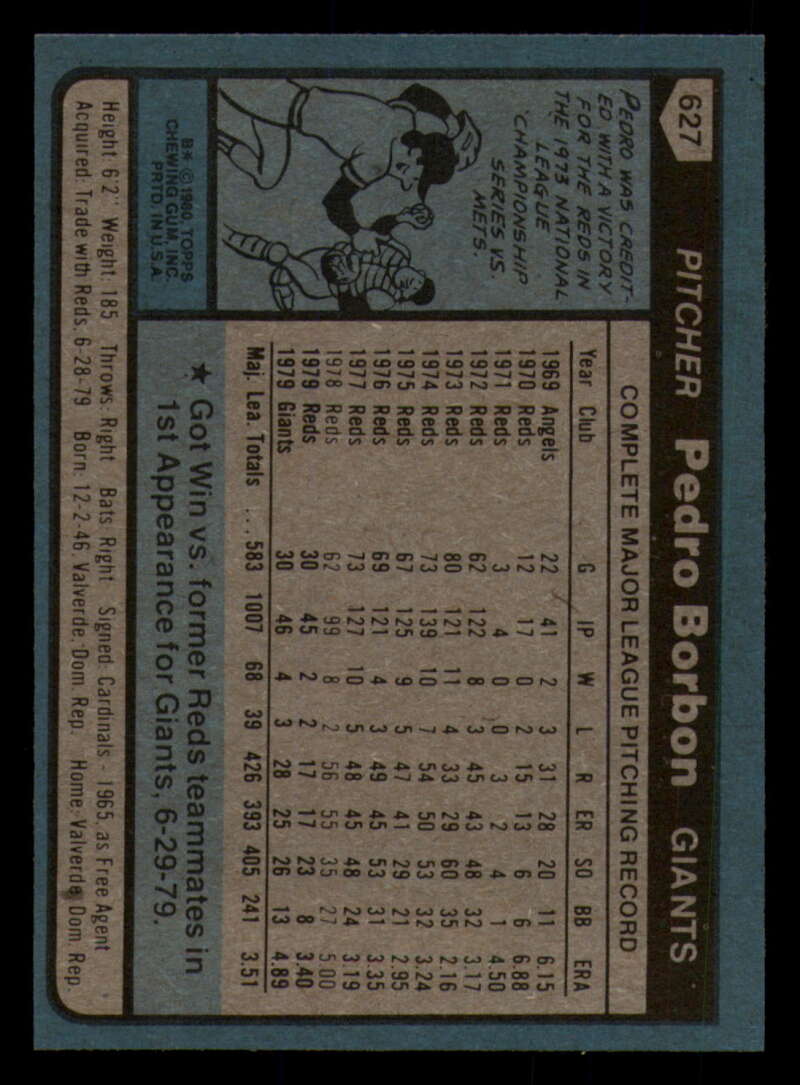 627
PITCHER Pedro Borbon GIANTS
PEDRO WAS CREDIT-
ED WITH A VICTORY
FOR THE REDS IN
THE 1973 NATIONAL
LEAGUE
CHAMPIONSHIP
SERIES VS.
METS.
B* © 1980, TOPPS
CHEWING GUM, INC.
PRTD. IN U.S.A.
COMPLETE MAJOR LEAGUE PITCHING RECORD
Year Club G IP W L R ER SO BB ERA
1969 Angels 22 41 2 3 31 28 20 11 6.15
1970 Reds 12 17 0 2 15 13 6 6 6.88
1971 Reds 3 4 0 0 3 2 4 1 4.50
1972 Reds 62 122 8 3 45 43 48 32 3.17
1973 Reds 80 121 11 4 33 29 60 35 2.16
1974 Reds 73 139 10 7 54 50 53 32 3.24
1975 Reds 67 125 9 5 47 41 29 21 2.95
1976 Reds 69 121 4 3 49 45 53 31 3.35
1977 Reds 73 127 10 5 48 45 48 24 3.19
1978 Reds 62 99 8 2 56 55 35 27 5.00
1979 Reds 30 45 2 2 17 17 23 8 3.40
1979 Giants 30 46 4 3 28 25 26 13 4.89
Maj. Lea. Totals ... 583 1007 68 39 426 393 405 241 3.51
★ Got Win vs. former Reds teammates in
1st Appearance for Giants, 6-29-79.
Height: 6'2" Weight: 185 Throws: Right Bats: Right Signed: Cardinals - 1965, as Free Agent
Acquired: Trade with Reds, 6-28-79 Born: 12-2-46, Valverde, Dom. Rep. Home: Valverde, Dom. Rep.